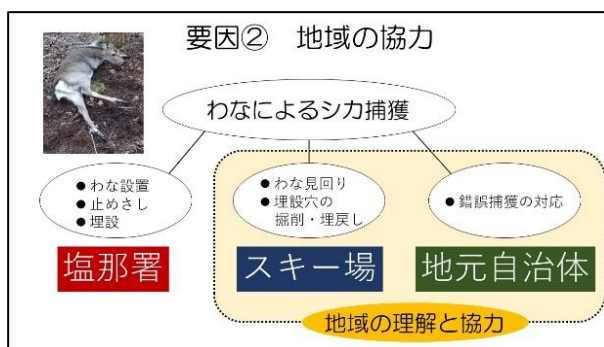 要因② 地域の協力
わなによるシカ捕獲
● わな設置
● 止めさし
● 埋設
● わな見回り
● 埋設穴の
掘削・埋戻し
● 錯誤捕獲の対応
塩那署
スキー場
地元自治体
地域の理解と協力